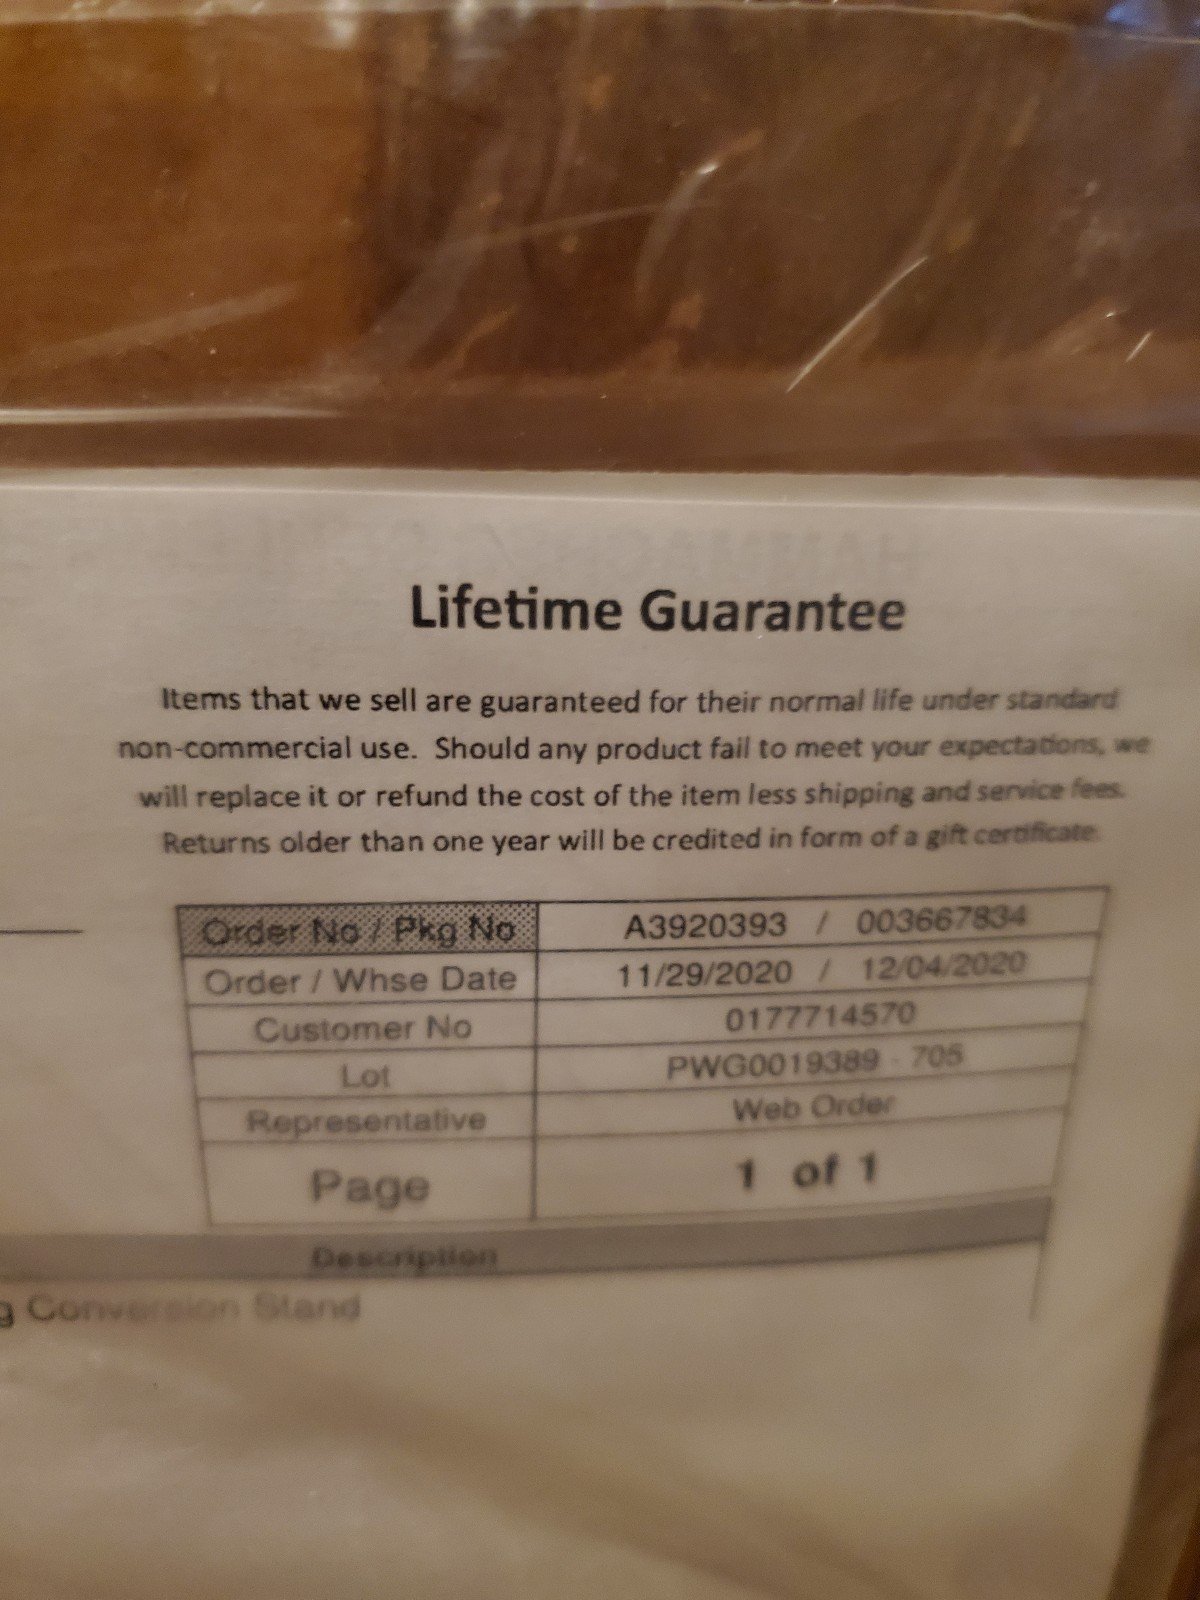 Lifetime Guarantee
Items that we sell are guaranteed for their normal life under standard
non-commercial use. Should any product fail to meet your expectations, we
will replace it or refund the cost of the item less shipping and service fees.
Returns older than one year will be credited in form of a gift certificate.
Order No / Pkg No A3920393 / 003667834
Order / Whse Date 11/29/2020 / 12/04/2020
Customer No 0177714570
Lot PWG0019389 - 705
Representative Web Order
Page 1 of 1
Description
g Conversion Stand